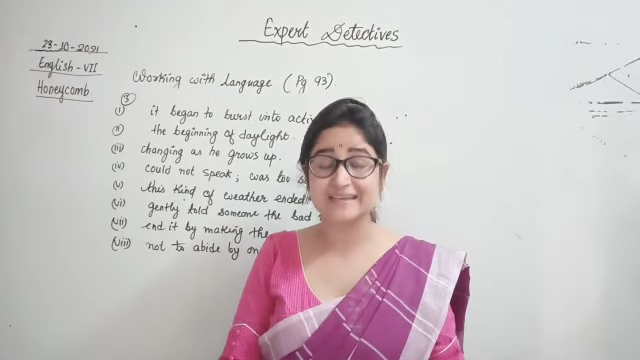 Expert Detectives
23-10-2021
English - VII
Honeycomb.
Working with language (Pg 93).
③
(i) it began to burst into
(ii) the beginning of daylight.
(iii) changing as he grows up.
(iv) could not speak; was too
(v) this kind of weather ended
(vi) gently told someone the bad
(vii) end it by making the
(viii) not to abide by